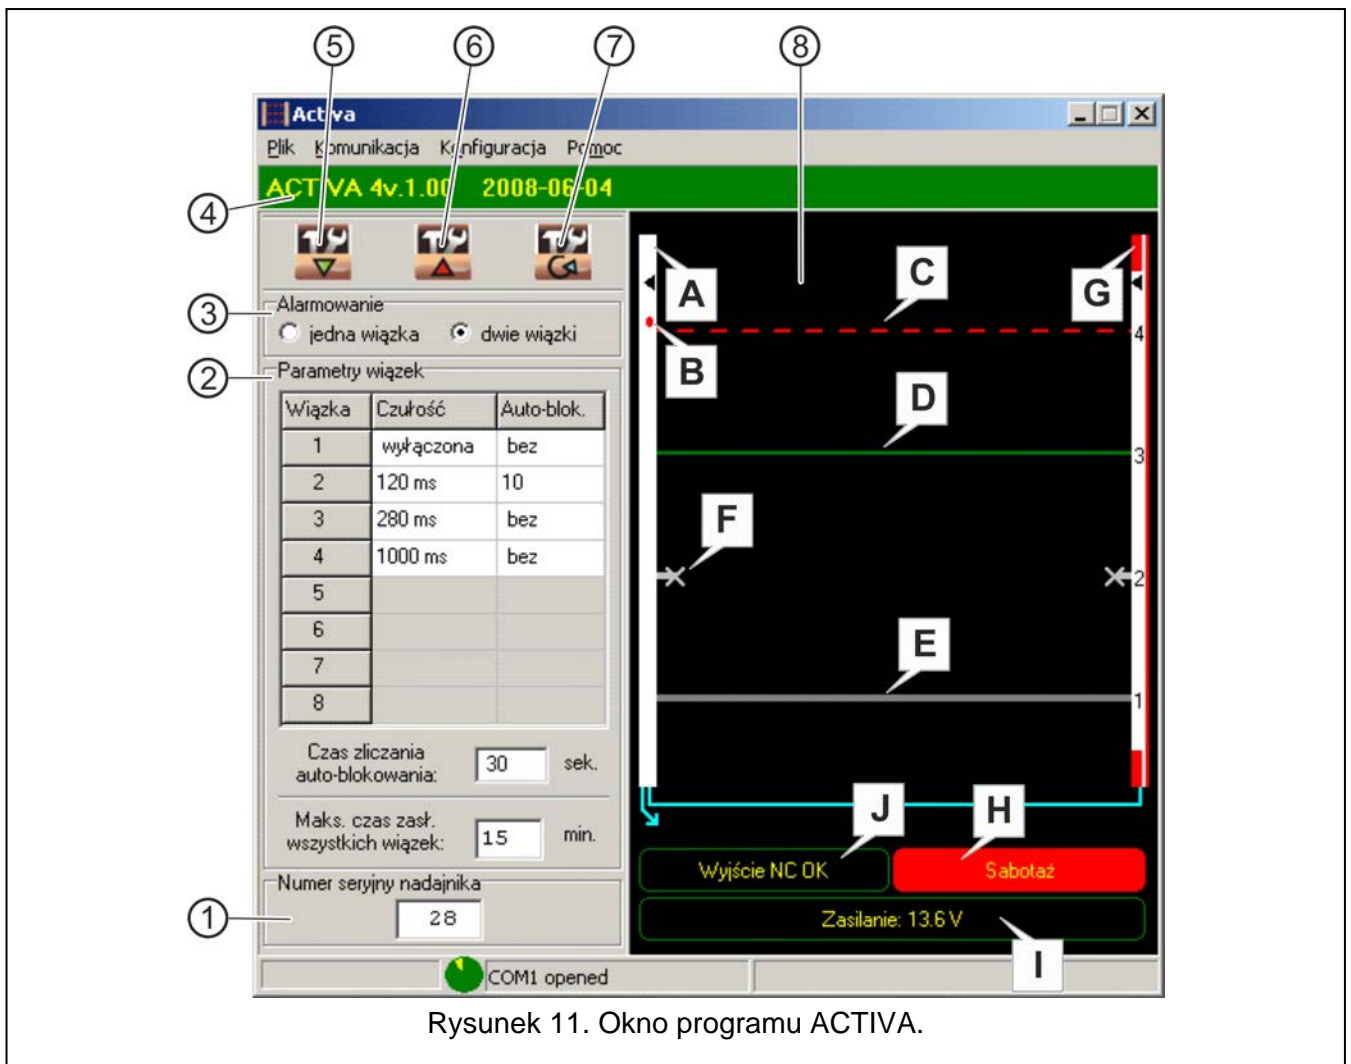 5 6 7 8
Activa
Plik Komunikacja Konfiguracja Pomoc
4
ACTIVA 4v.1.00 2008-06-04
3
Alarmowanie
jedna wiązka dwie wiązki
2
Parametry wiązek
Wiązka Czułość Auto-blok.
1 wyłączona bez
2 120 ms 10
3 280 ms bez
4 1000 ms bez
5
6
7
8
Czas zliczania
auto-blokowania: 30 sek.
Maks. czas zasł.
wszystkich wiązek: 15 min.
1
Numer seryjny nadajnika
28
COM1 opened
A C G
B 4
D
3
F
2
E
1
J H
Wyjście NC OK Sabotaż
Zasilanie: 13.6 V
I
Rysunek 11. Okno programu ACTIVA.